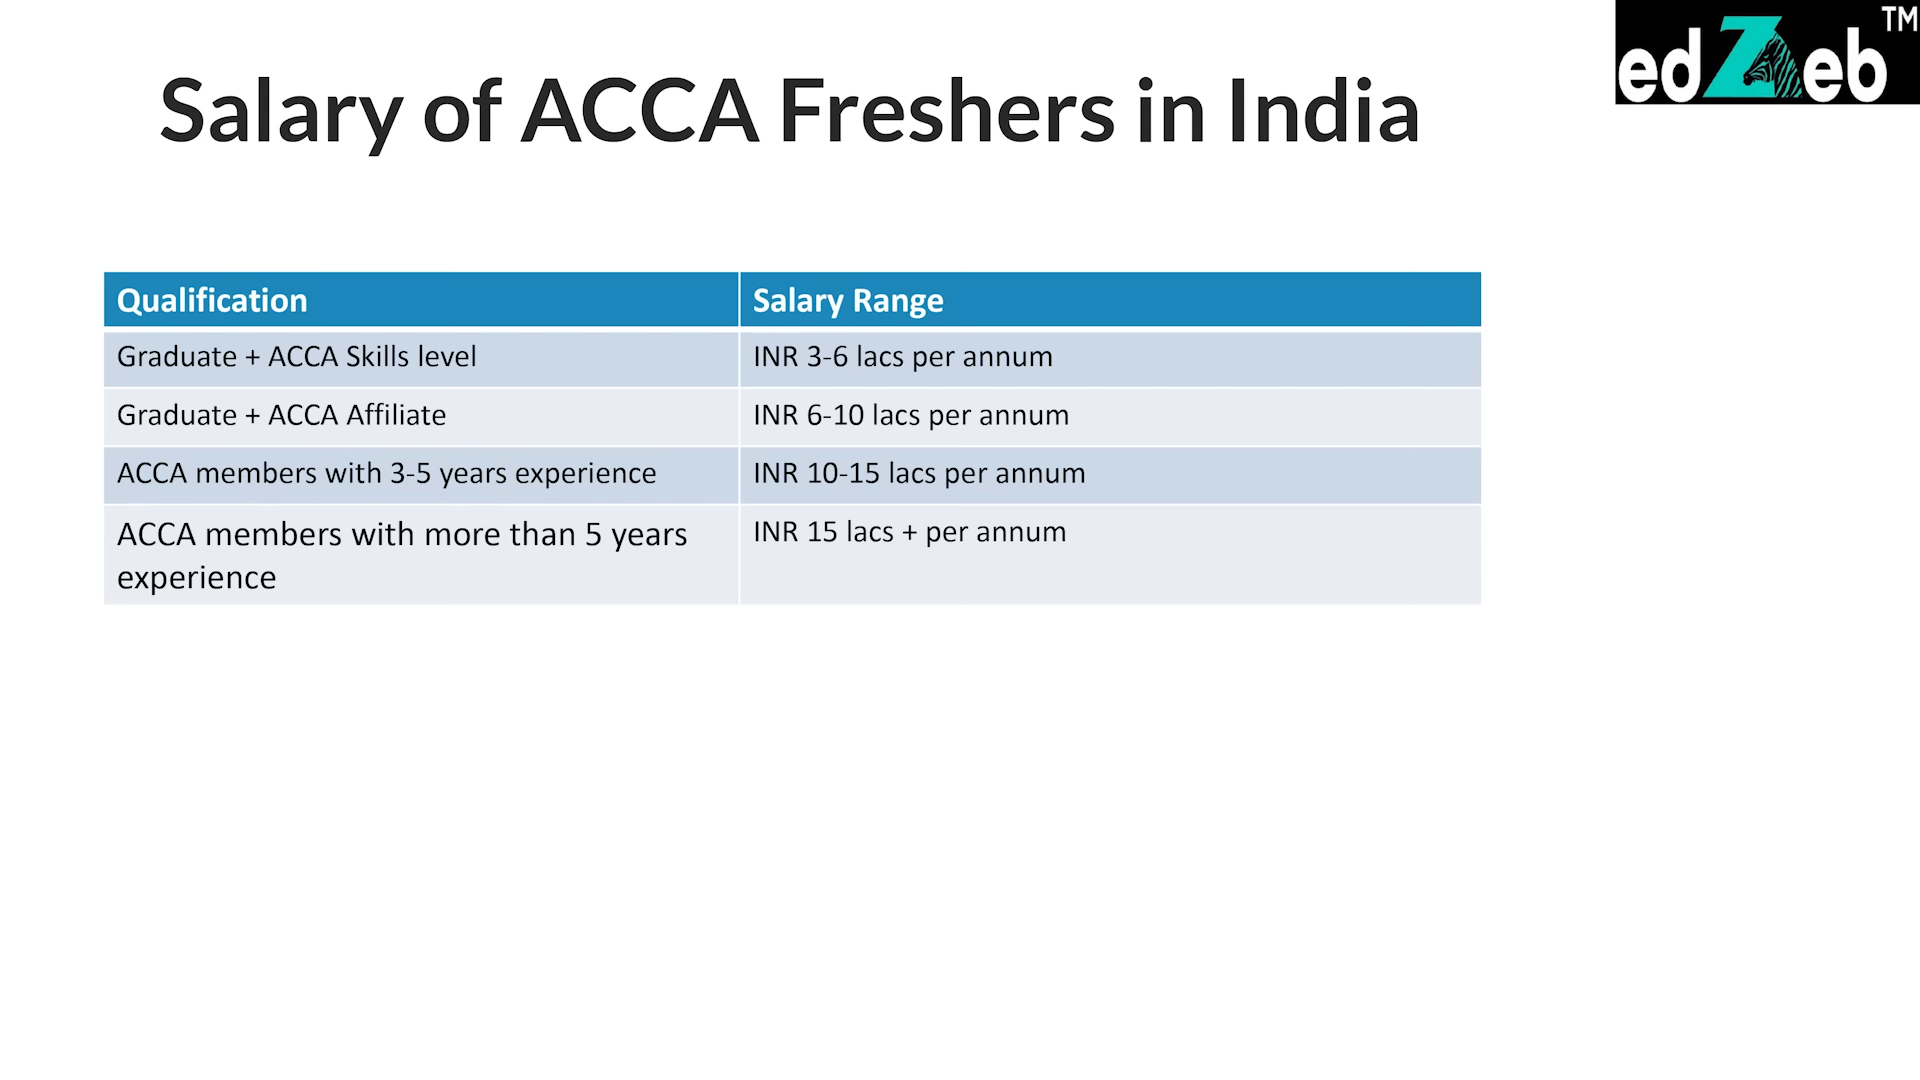 edZeb™
Salary of ACCA Freshers in India
Qualification
Salary Range
Graduate + ACCA Skills level
INR 3-6 lacs per annum
Graduate + ACCA Affiliate
INR 6-10 lacs per annum
ACCA members with 3-5 years experience
INR 10-15 lacs per annum
ACCA members with more than 5 years
experience
INR 15 lacs + per annum